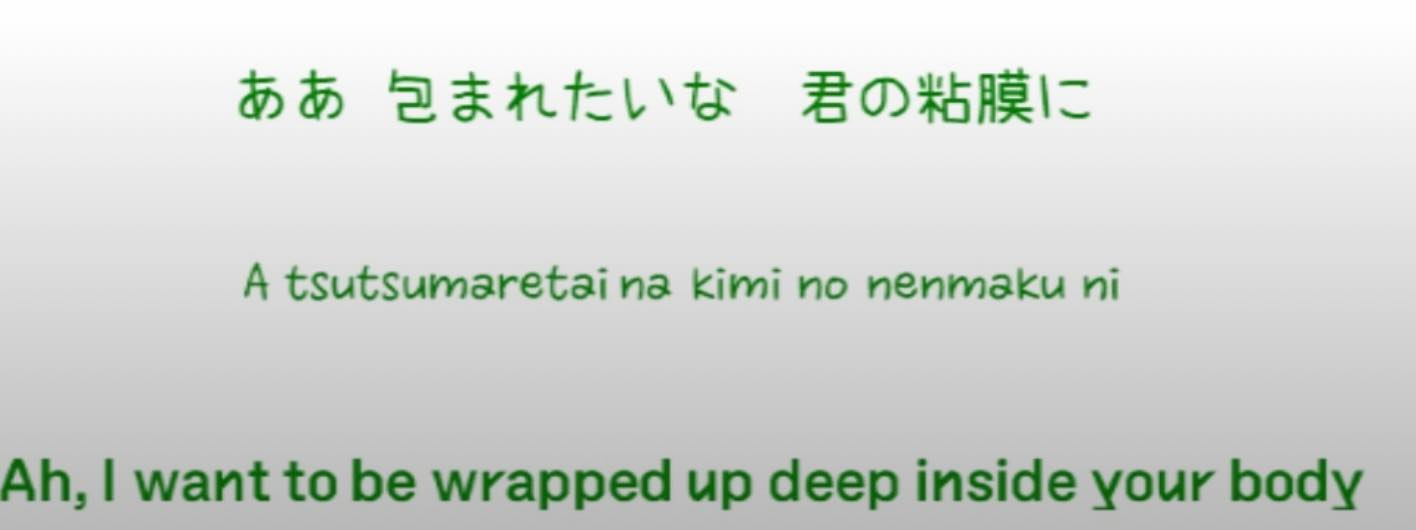 ああ 包まれたいな　君の粘膜に
A tsutsumaretai na kimi no nenmaku ni
Ah, I want to be wrapped up deep inside your body